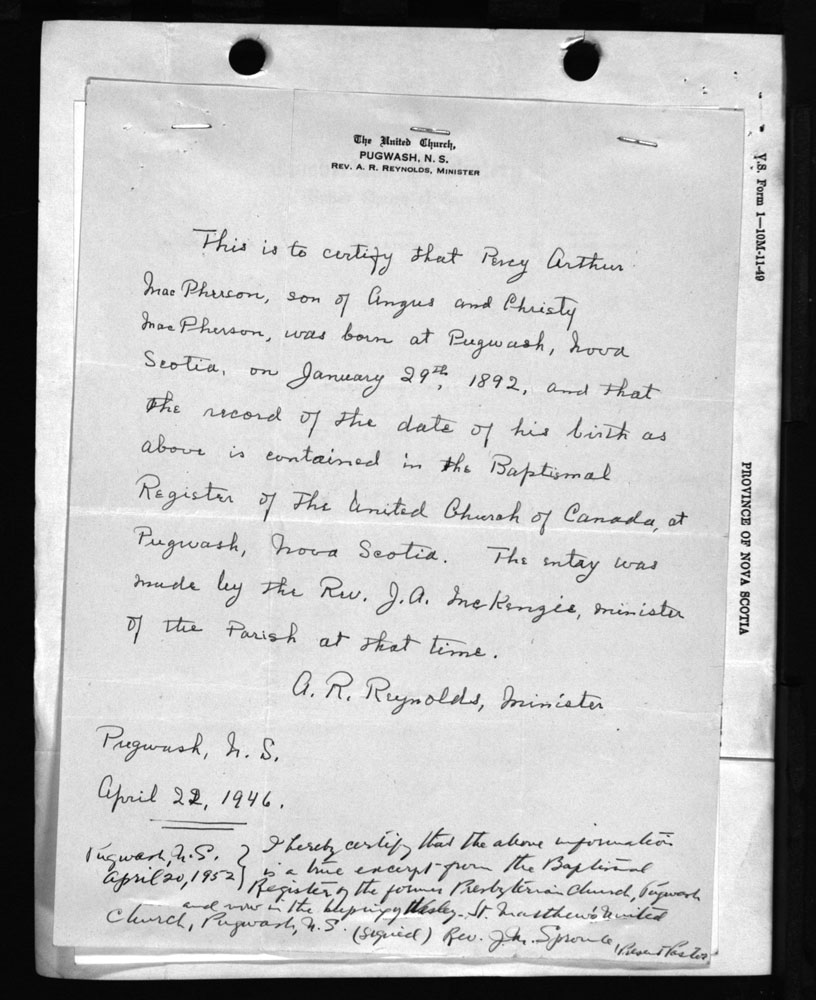 The United Church,
PUGWASH, N. S.
REV. A. R. REYNOLDS, MINISTER
This is to certify that Percy Arthur
MacPherson, son of Angus and Christy
MacPherson, was born at Pugwash, Nova
Scotia, on January 29th, 1892, and that
the record of the date of his birth as
above is contained in the Baptismal
Register of The United Church of Canada, at
Pugwash, Nova Scotia. The entry was
made by the Rev. J.A. McKenzie, minister
of the Parish at that time.
A. R. Reynolds, Minister
Pugwash, N. S.
April 22, 1946.
Pugwash, N.S. } I hereby certify that the above information
April 20, 1952 } is a true excerpt from the Baptismal
Register of the former Presbyterian Church, Pugwash
and now in the keeping of Wesley-St. Matthew's United
Church, Pugwash, N.S. (signed) Rev. J.M. Sproule, Present Pastor
V.S. Form 1—10M-11-49
PROVINCE OF NOVA SCOTIA